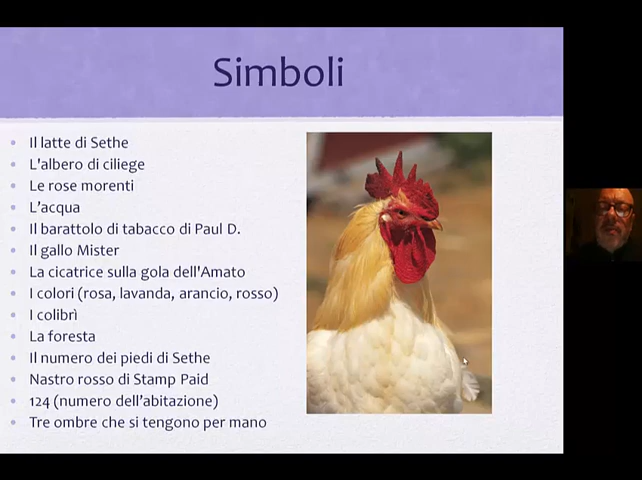 Simboli
Il latte di Sethe
L'albero di ciliege
Le rose morenti
L'acqua
Il barattolo di tabacco di Paul D.
Il gallo Mister
La cicatrice sulla gola dell'Amato
I colori (rosa, lavanda, arancio, rosso)
I colibrì
La foresta
Il numero dei piedi di Sethe
Nastro rosso di Stamp Paid
124 (numero dell'abitazione)
Tre ombre che si tengono per mano